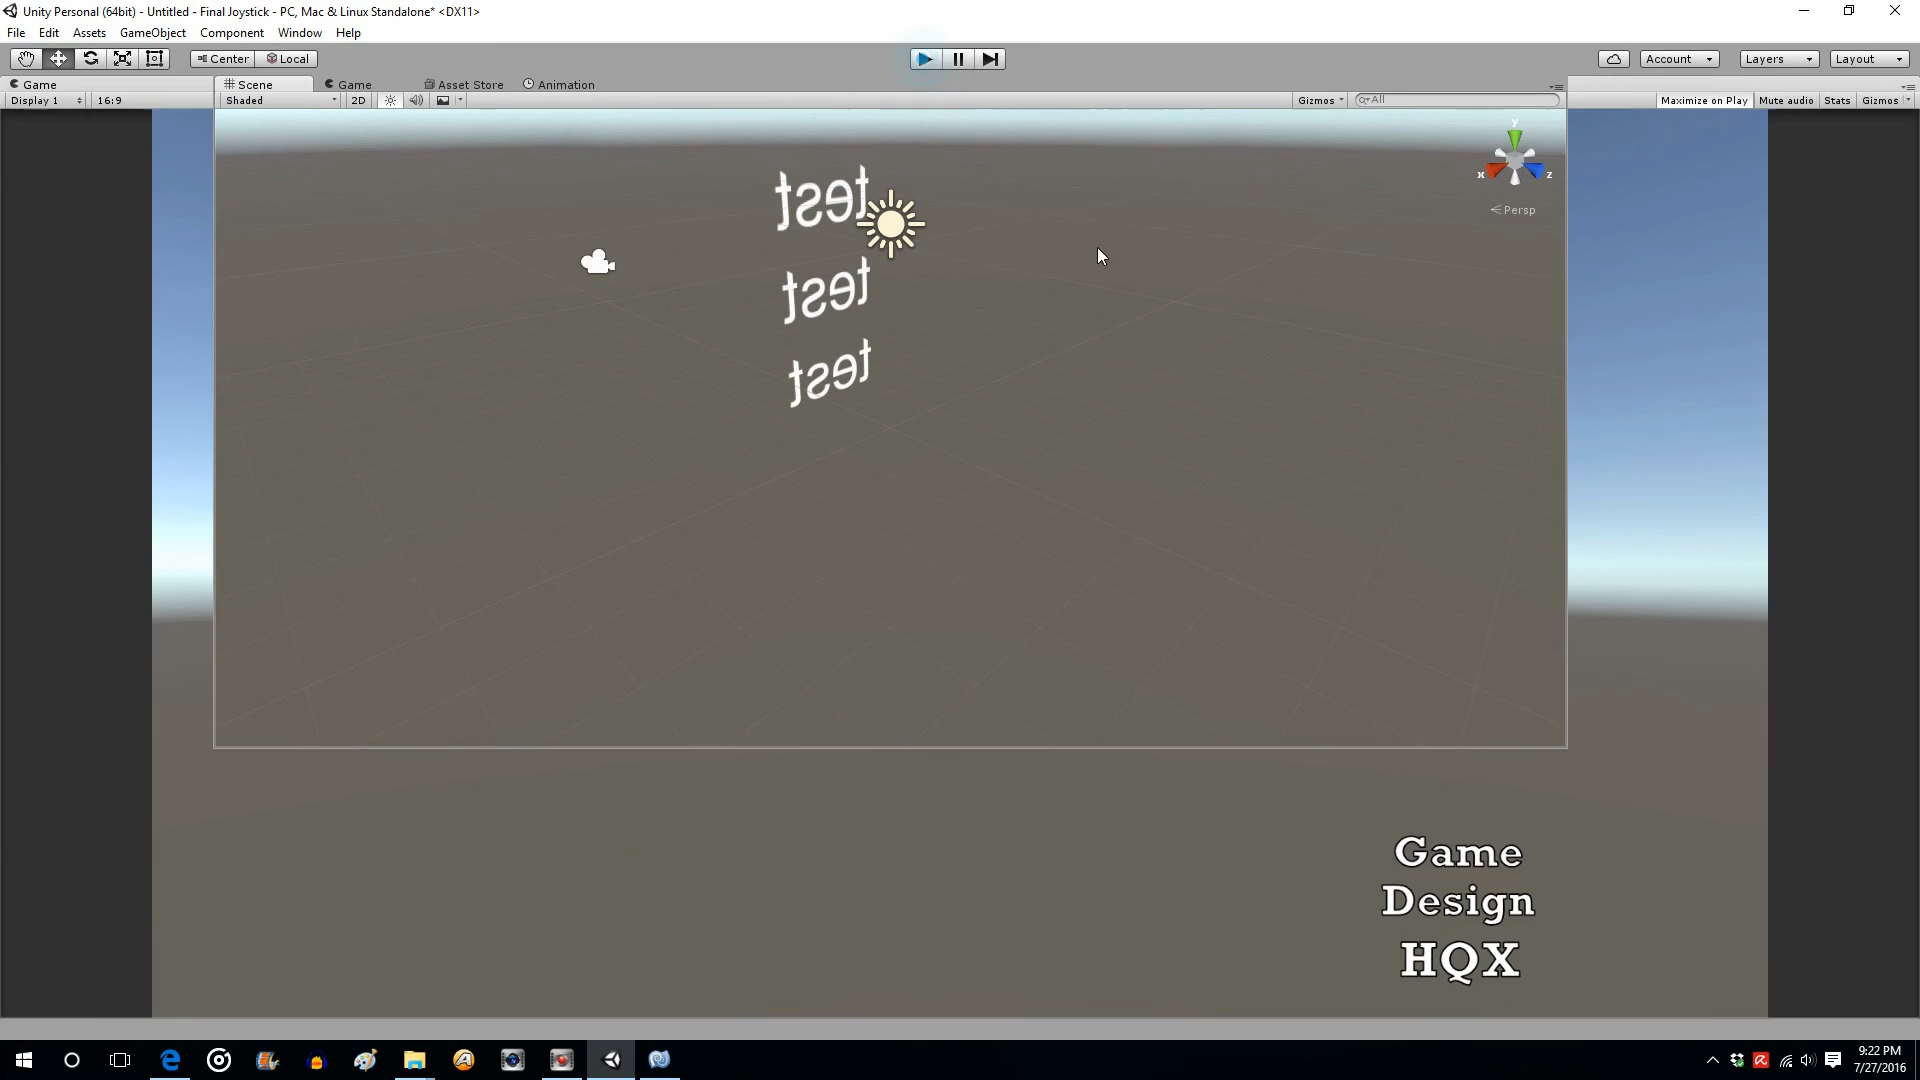 Unity Personal (64bit) - Untitled - Final Joystick - PC, Mac & Linux Standalone* <DX11>
File Edit Assets GameObject Component Window Help
Center Local
Account Layers Layout
Game Scene Game Asset Store Animation
Display 1 16:9 Shaded 2D Gizmos All Maximize on Play Mute audio Stats Gizmos
y
x z
Persp
test
test
test
Game
Design
HQX
9:22 PM
7/27/2016